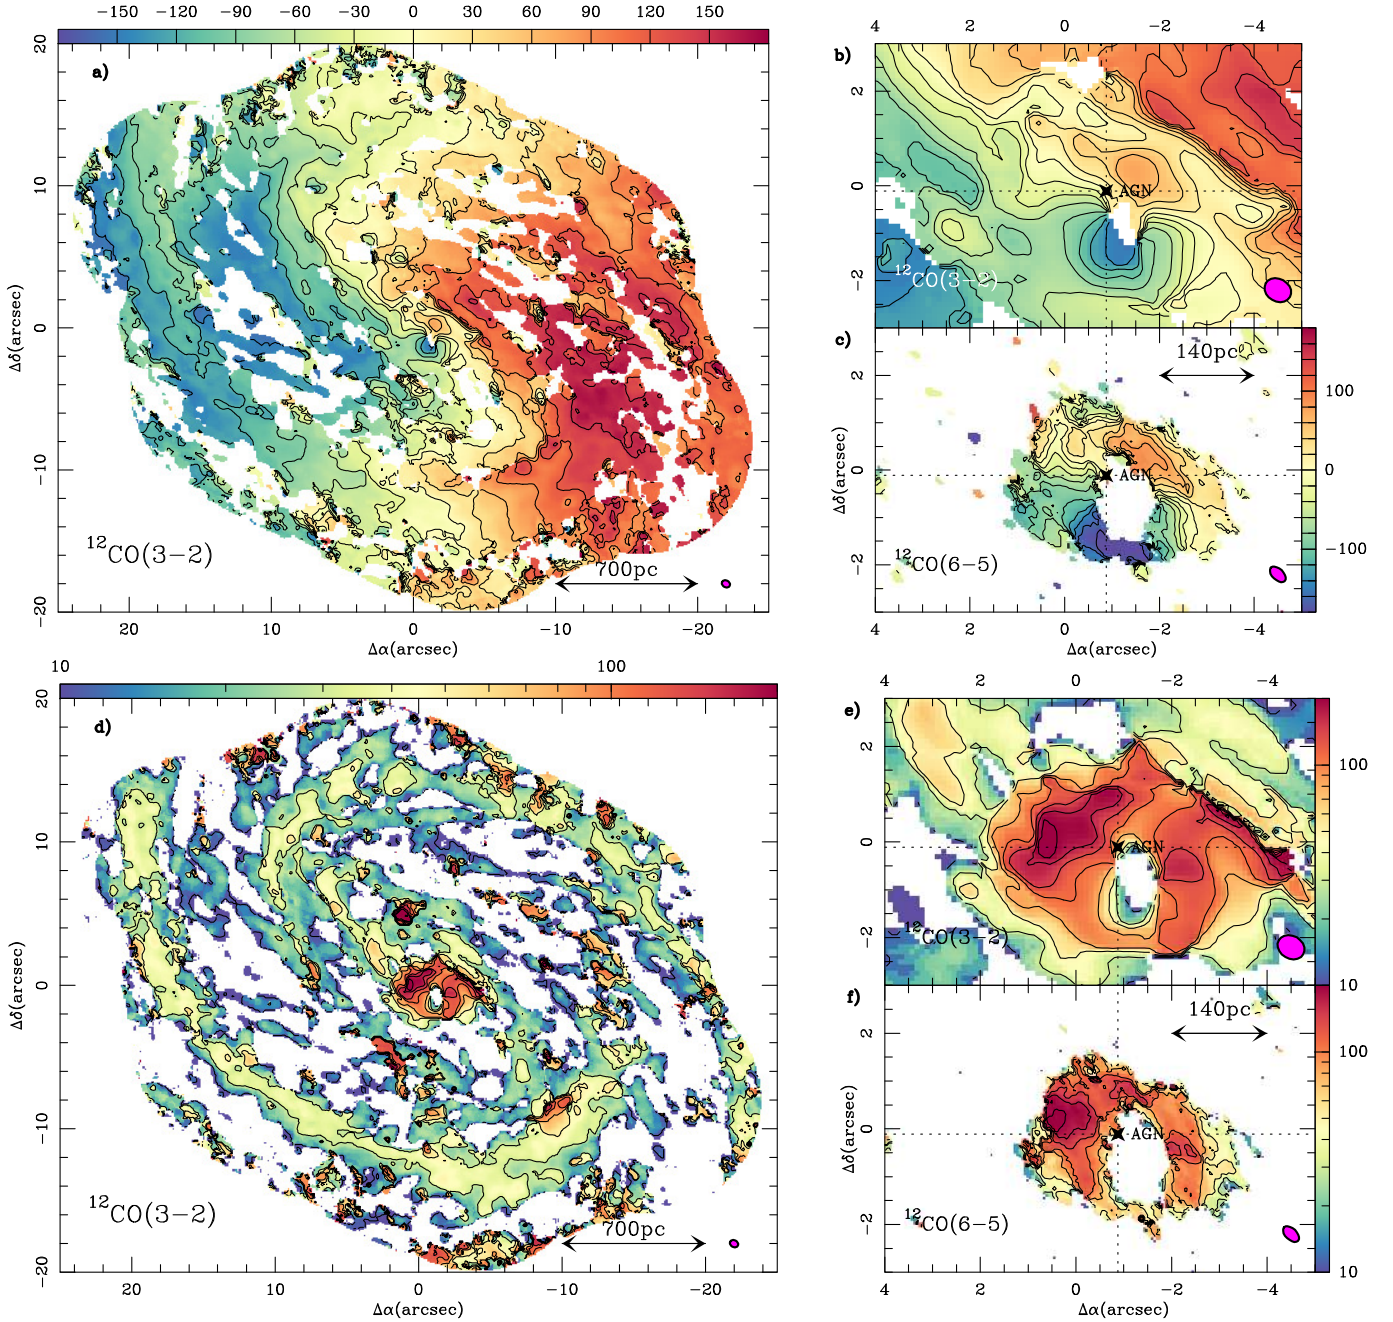 −150 −120 −90 −60 −30 0 30 60 90 120 150
a)
20
10
0
−10
−20
Δδ(arcsec)
¹²CO(3−2)
700pc
20 10 0 −10 −20
Δα(arcsec)
4 2 0 −2 −4
b)
2
0
−2
AGN
¹²CO(3−2)
c)
140pc
2
0
−2
Δδ(arcsec)
AGN
¹²CO(6−5)
100
0
−100
4 2 0 −2 −4
Δα(arcsec)
10 100
d)
20
10
0
−10
−20
Δδ(arcsec)
¹²CO(3−2)
700pc
20 10 0 −10 −20
Δα(arcsec)
4 2 0 −2 −4
e)
2
0
−2
AGN
¹²CO(3−2)
100
10
f)
140pc
2
0
−2
Δδ(arcsec)
AGN
¹²CO(6−5)
10
100
10
4 2 0 −2 −4
Δα(arcsec)